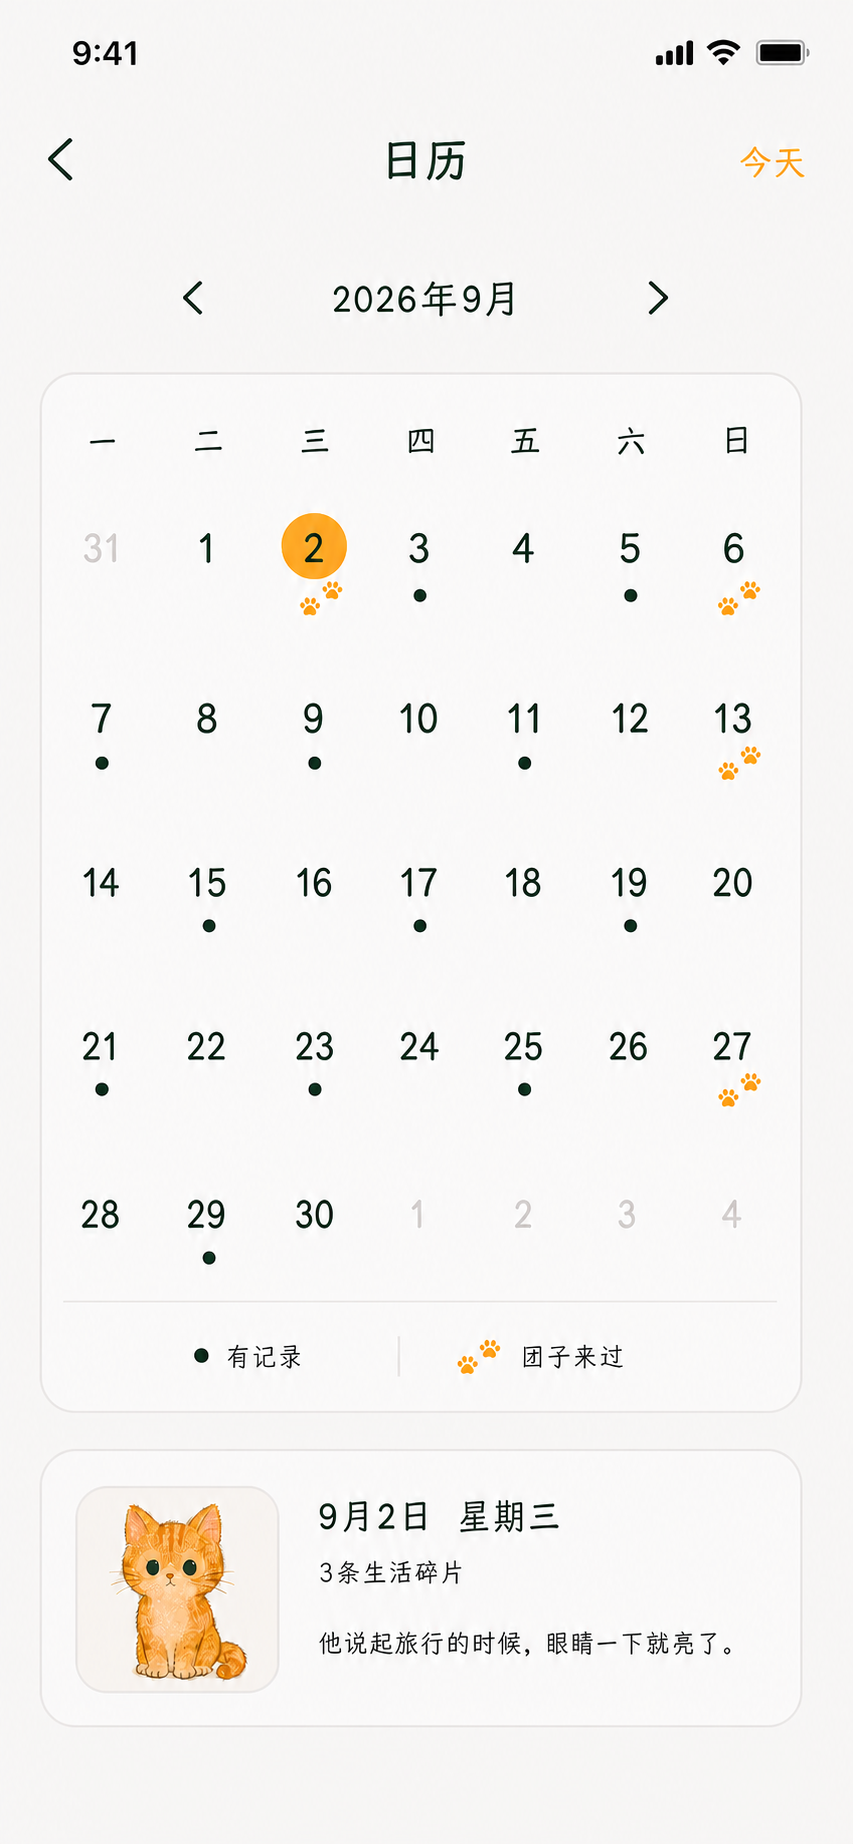 9:41
日历
今天
2026年9月
一 二 三 四 五 六 日
31 1 2 3 4 5 6
7 8 9 10 11 12 13
14 15 16 17 18 19 20
21 22 23 24 25 26 27
28 29 30 1 2 3 4
有记录 团子来过
9月2日 星期三
3条生活碎片
他说起旅行的时候，眼睛一下就亮了。